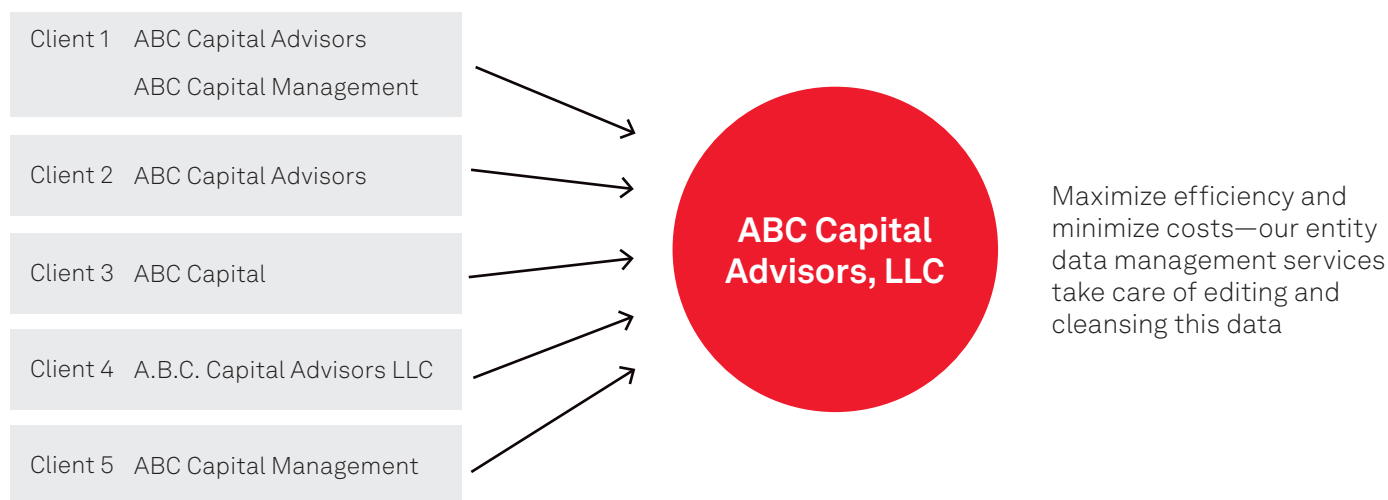 Client 1 ABC Capital Advisors
ABC Capital Management
Client 2 ABC Capital Advisors
Client 3 ABC Capital
Client 4 A.B.C. Capital Advisors LLC
Client 5 ABC Capital Management
ABC Capital
Advisors, LLC
Maximize efficiency and
minimize costs—our entity
data management services
take care of editing and
cleansing this data